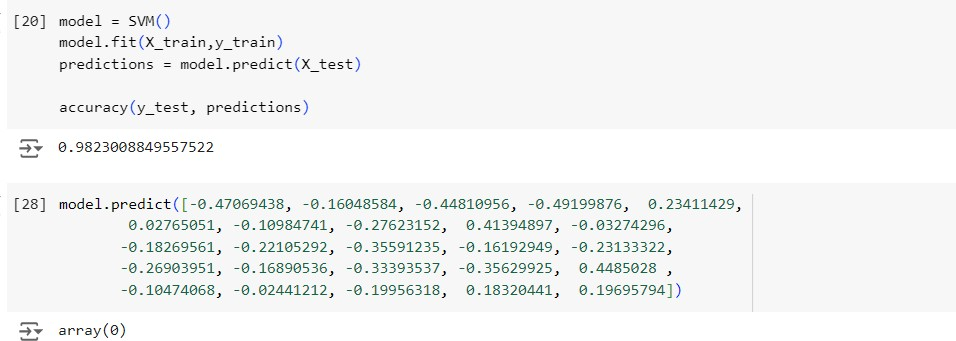 [20] model = SVM()
model.fit(X_train,y_train)
predictions = model.predict(X_test)
accuracy(y_test, predictions)
0.9823008849557522
[28] model.predict([-0.47069438, -0.16048584, -0.44810956, -0.49199876,  0.23411429,
0.02765051, -0.10984741, -0.27623152,  0.41394897, -0.03274296,
-0.18269561, -0.22105292, -0.35591235, -0.16192949, -0.23133322,
-0.26903951, -0.16890536, -0.33393537, -0.35629925,  0.4485028 ,
-0.10474068, -0.02441212, -0.19956318,  0.18320441,  0.19695794])
array(0)